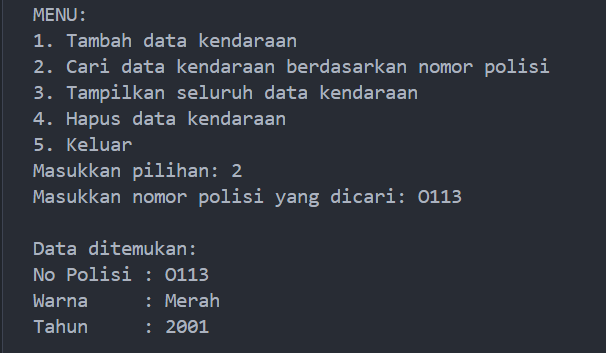 MENU:
1. Tambah data kendaraan
2. Cari data kendaraan berdasarkan nomor polisi
3. Tampilkan seluruh data kendaraan
4. Hapus data kendaraan
5. Keluar
Masukkan pilihan: 2
Masukkan nomor polisi yang dicari: O113

Data ditemukan:
No Polisi : O113
Warna     : Merah
Tahun     : 2001